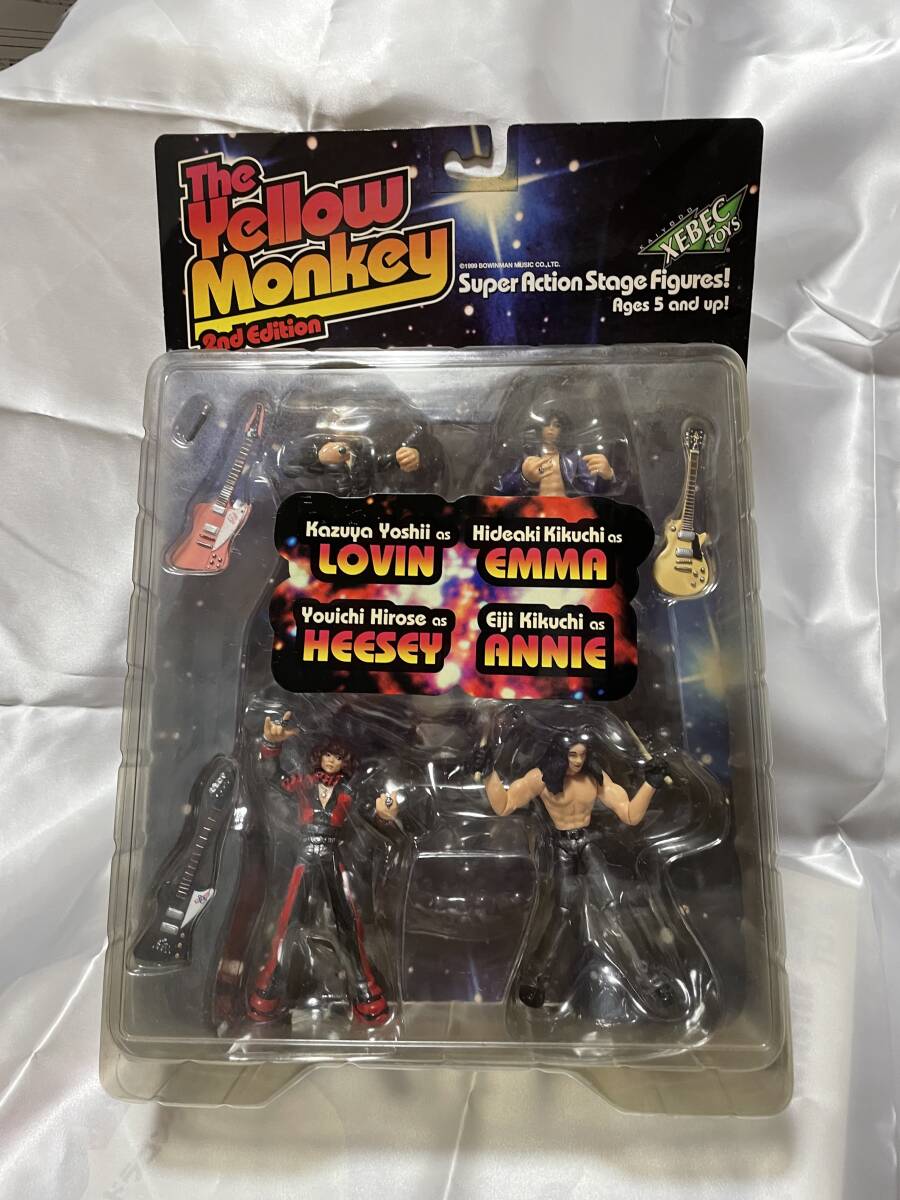 The
Yellow
Monkey
2nd Edition
KAIYODO
XEBEC
TOYS
©1999 BOWINMAN MUSIC CO.,LTD.
Super Action Stage Figures!
Ages 5 and up!
Kazuya Yoshii as
LOVIN
Hideaki Kikuchi as
EMMA
Youichi Hirose as
HEESEY
Eiji Kikuchi as
ANNIE